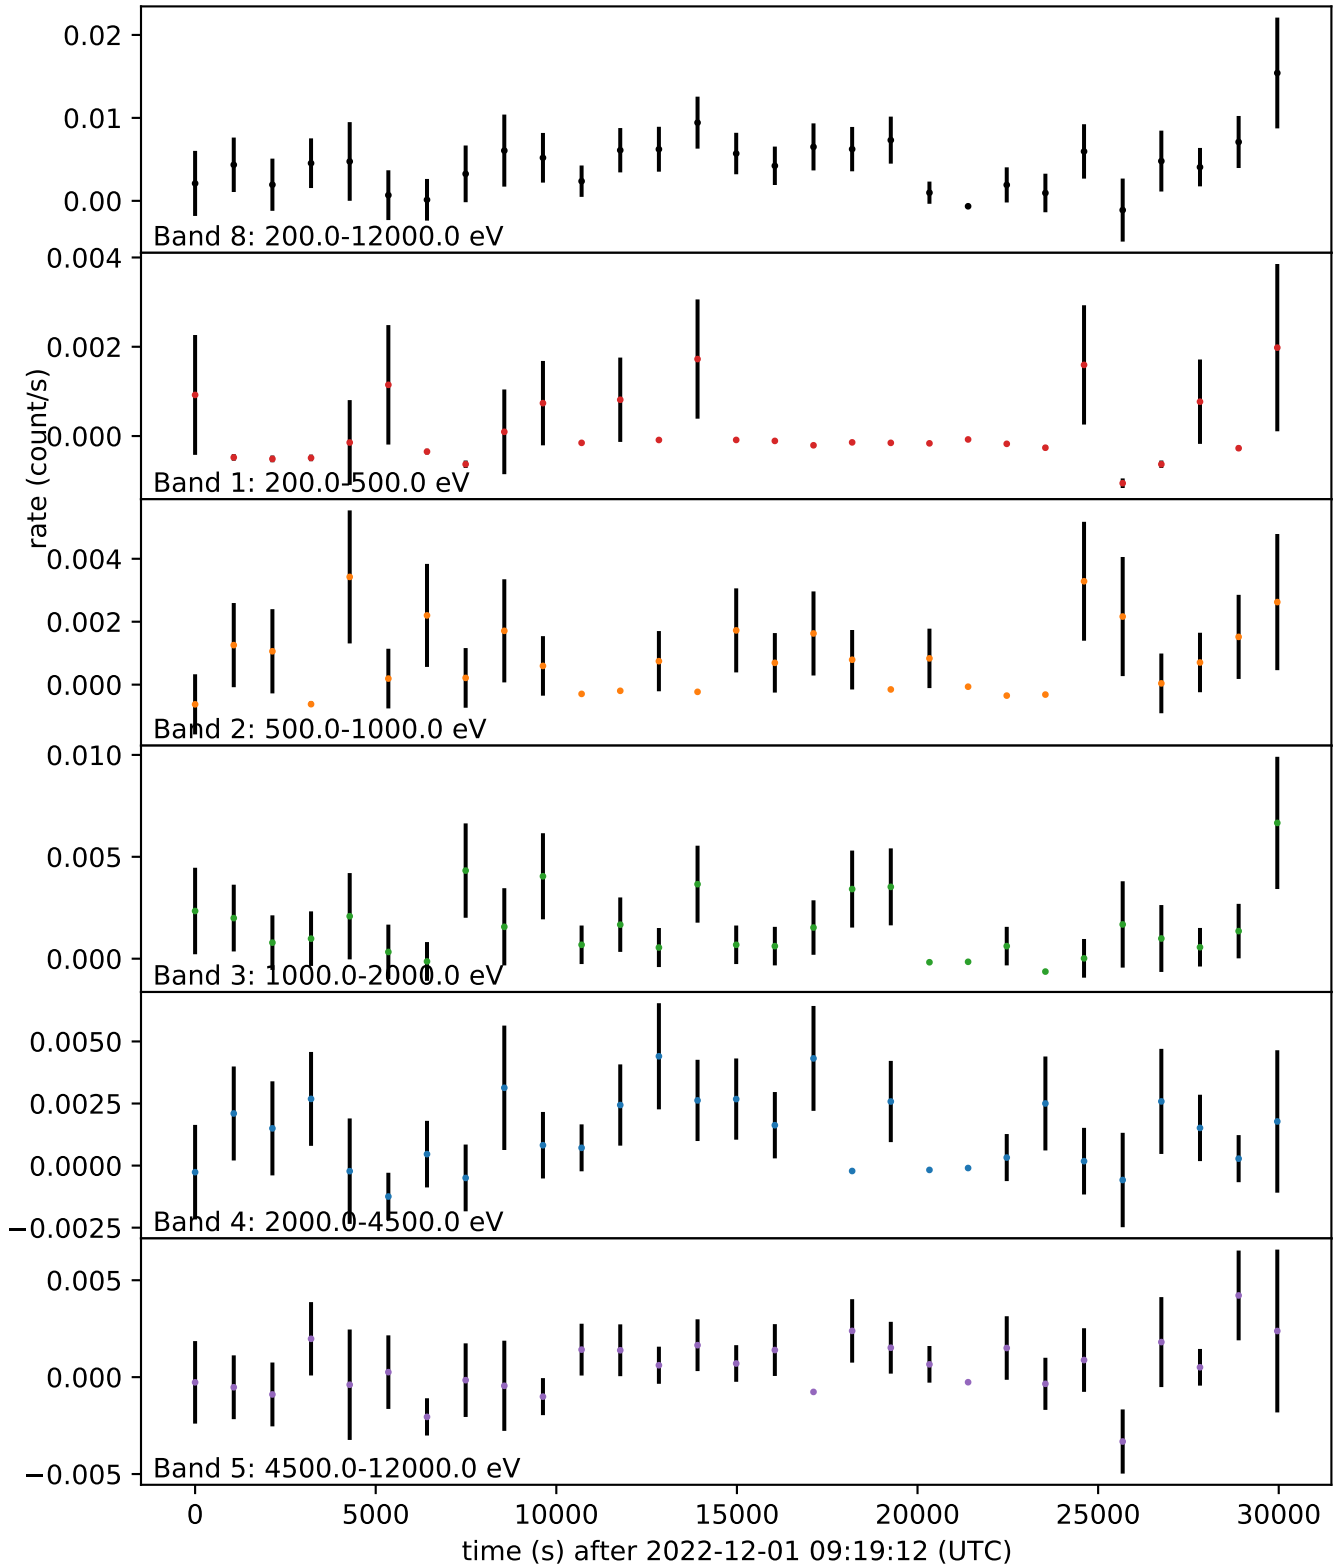 0.02
0.01
0.00
Band 8: 200.0-12000.0 eV
0.004
0.002
0.000
Band 1: 200.0-500.0 eV
rate (count/s)
0.004
0.002
0.000
Band 2: 500.0-1000.0 eV
0.010
0.005
0.000
Band 3: 1000.0-2000.0 eV
0.0050
0.0025
0.0000
−0.0025
Band 4: 2000.0-4500.0 eV
0.005
0.000
−0.005
Band 5: 4500.0-12000.0 eV
0 5000 10000 15000 20000 25000 30000
time (s) after 2022-12-01 09:19:12 (UTC)